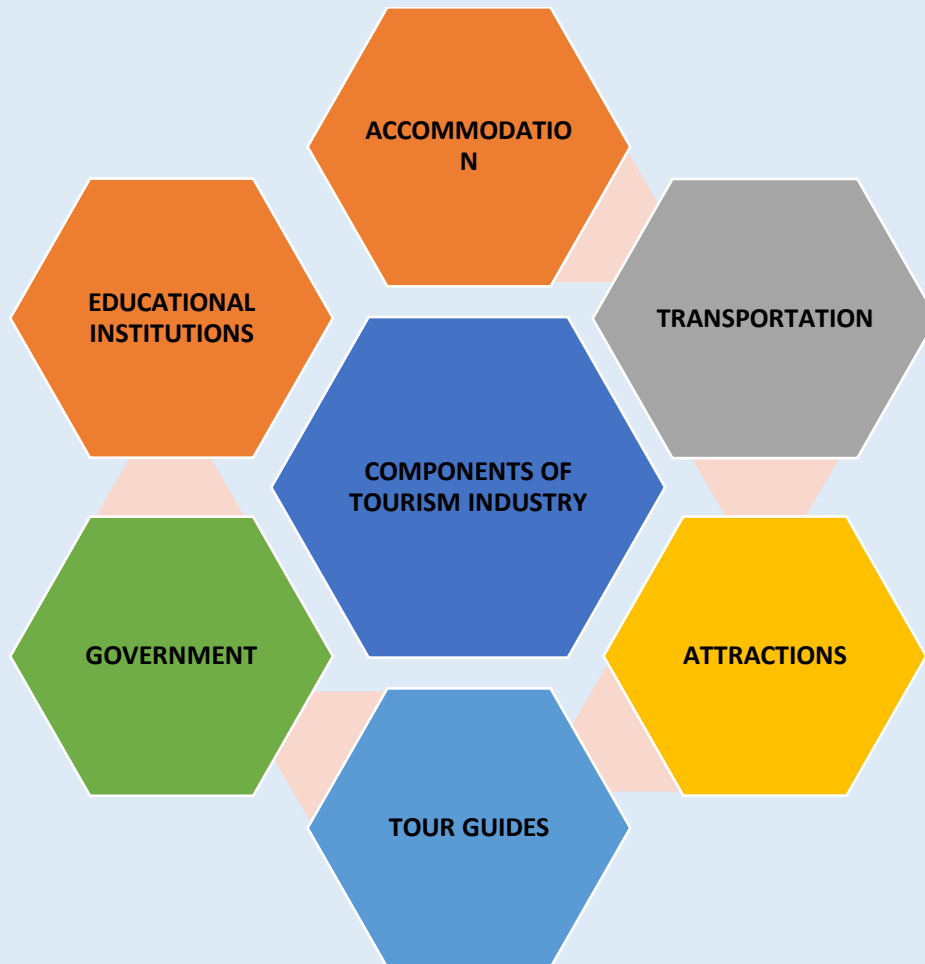 ACCOMMODATIO
N
EDUCATIONAL
INSTITUTIONS
TRANSPORTATION
COMPONENTS OF
TOURISM INDUSTRY
GOVERNMENT
ATTRACTIONS
TOUR GUIDES